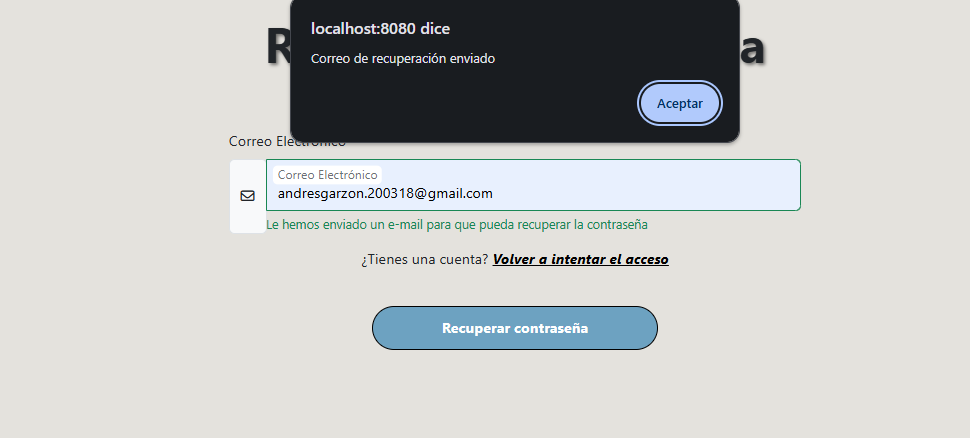 localhost:8080 dice
Correo de recuperación enviado
Aceptar
Correo Electrónico
Correo Electrónico
andresgarzon.200318@gmail.com
Le hemos enviado un e-mail para que pueda recuperar la contraseña
¿Tienes una cuenta? Volver a intentar el acceso
Recuperar contraseña